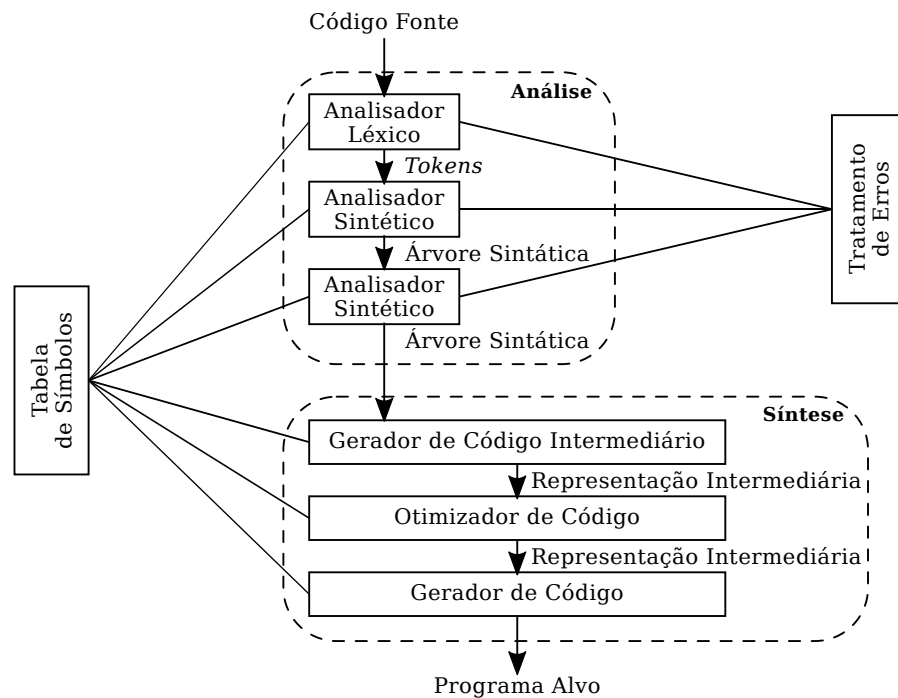 Código Fonte
Análise
Analisador
Léxico
Tokens
Analisador
Sintético
Árvore Sintática
Analisador
Sintético
Árvore Sintática
Tratamento
de Erros
Tabela
de Símbolos
Síntese
Gerador de Código Intermediário
Representação Intermediária
Otimizador de Código
Representação Intermediária
Gerador de Código
Programa Alvo